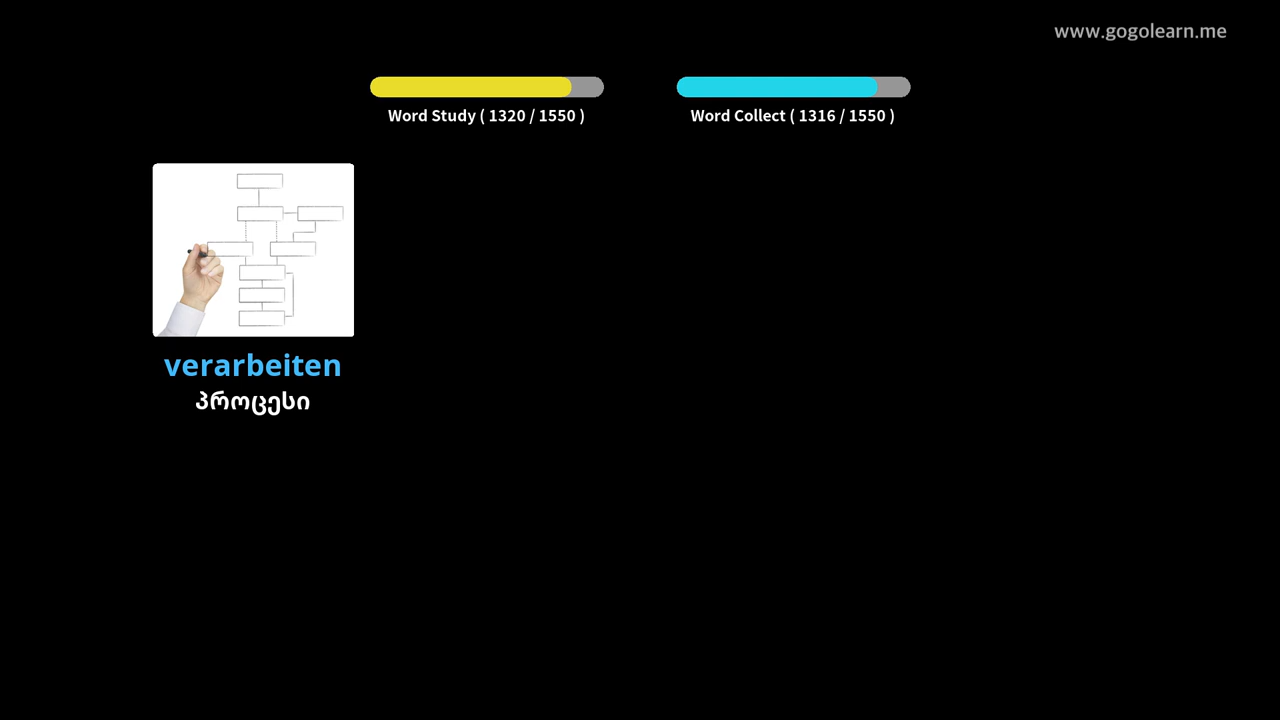 www.gogolearn.me
Word Study ( 1320 / 1550 )
Word Collect ( 1316 / 1550 )
verarbeiten
პროცესი